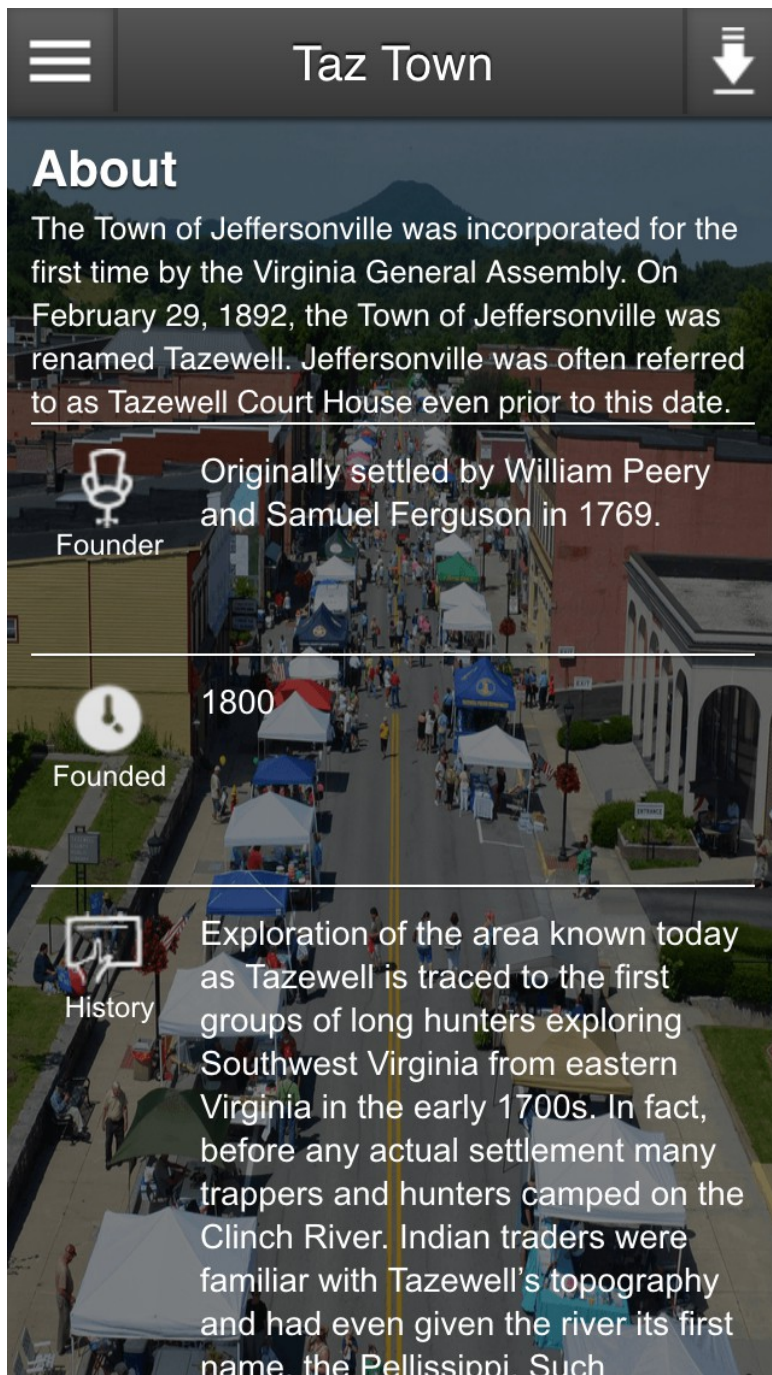 Taz Town
About
The Town of Jeffersonville was incorporated for the
first time by the Virginia General Assembly. On
February 29, 1892, the Town of Jeffersonville was
renamed Tazewell. Jeffersonville was often referred
to as Tazewell Court House even prior to this date.
Founder
Originally settled by William Peery
and Samuel Ferguson in 1769.
Founded
1800
History
Exploration of the area known today
as Tazewell is traced to the first
groups of long hunters exploring
Southwest Virginia from eastern
Virginia in the early 1700s. In fact,
before any actual settlement many
trappers and hunters camped on the
Clinch River. Indian traders were
familiar with Tazewell’s topography
and had even given the river its first
name, the Pellissippi. Such
EXIT
ENTRANCE